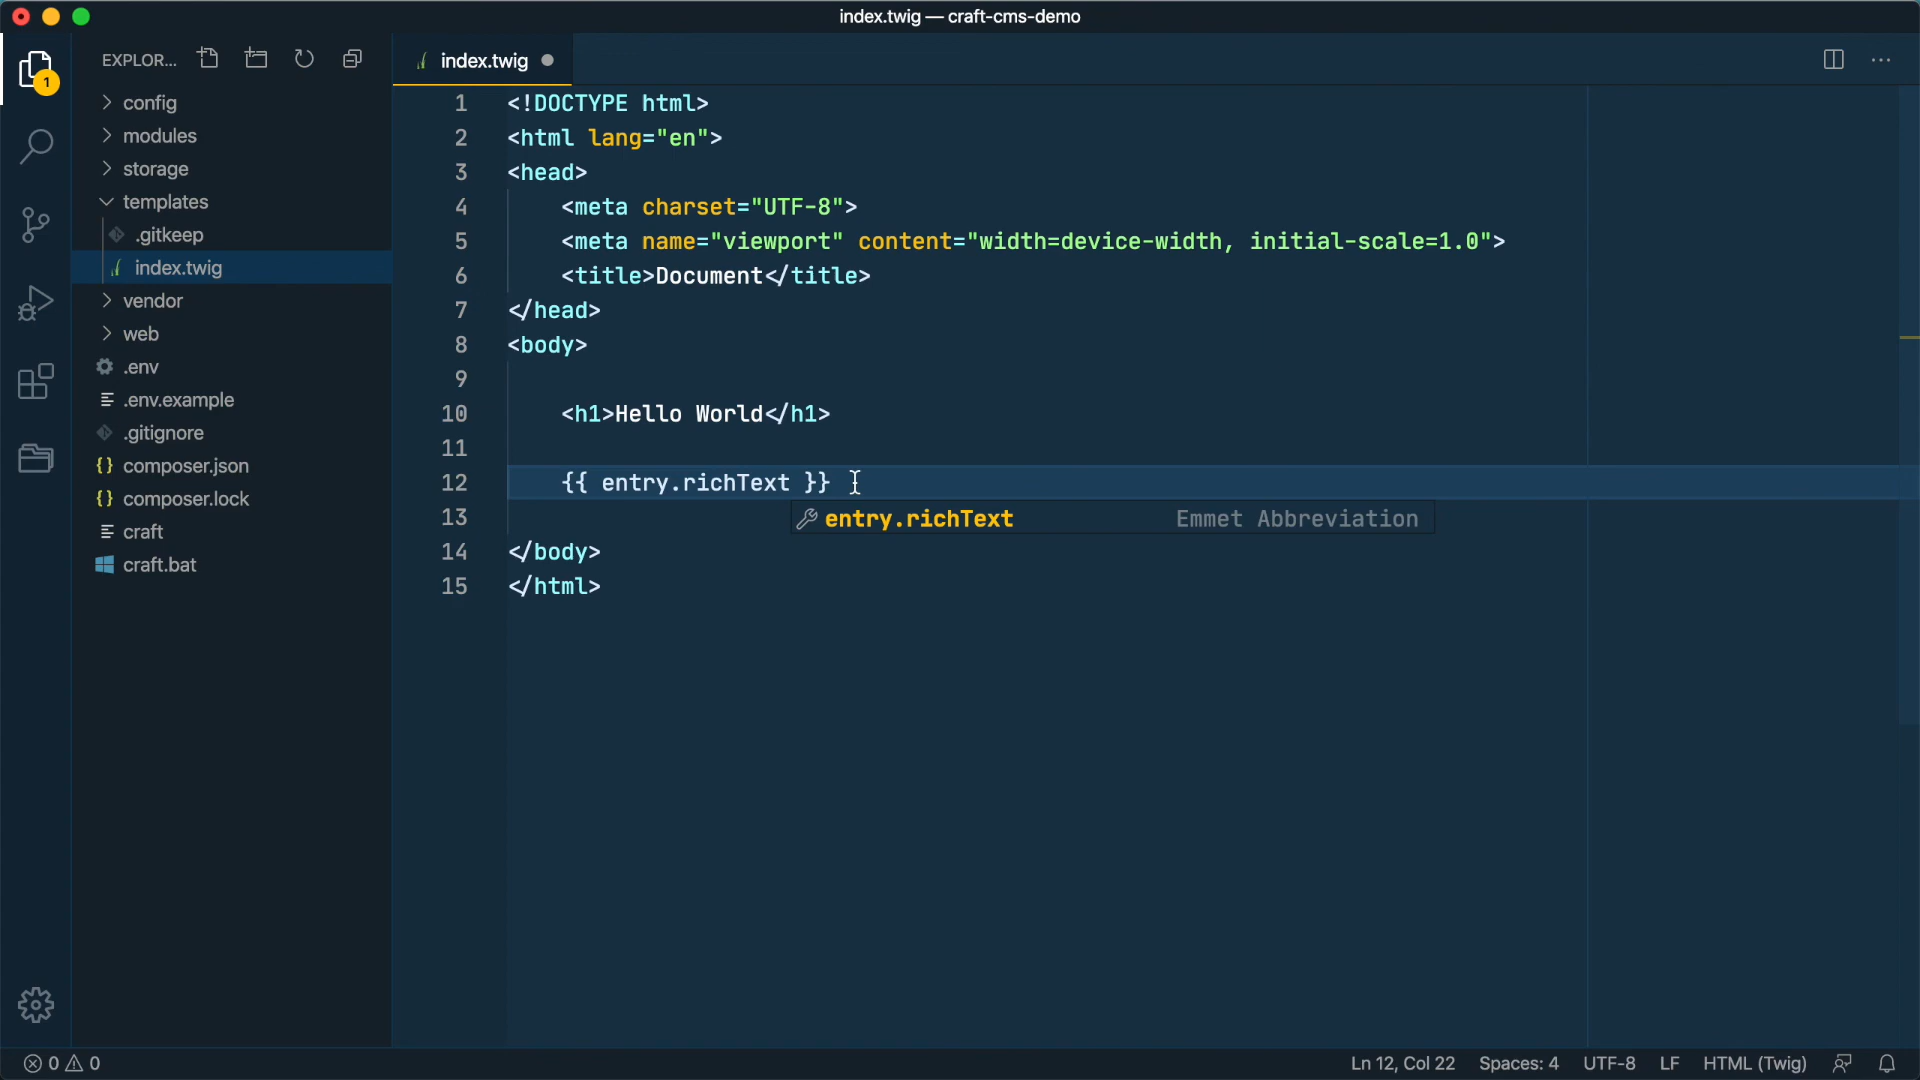 index.twig — craft-cms-demo
EXPLOR...
index.twig
1
config
modules
storage
templates
.gitkeep
index.twig
vendor
web
.env
.env.example
.gitignore
composer.json
composer.lock
craft
craft.bat
1 <!DOCTYPE html>
2 <html lang="en">
3 <head>
4 <meta charset="UTF-8">
5 <meta name="viewport" content="width=device-width, initial-scale=1.0">
6 <title>Document</title>
7 </head>
8 <body>
9
10 <h1>Hello World</h1>
11
12 {{ entry.richText }}
13
entry.richText Emmet Abbreviation
14 </body>
15 </html>
0 0
Ln 12, Col 22 Spaces: 4 UTF-8 LF HTML (Twig)